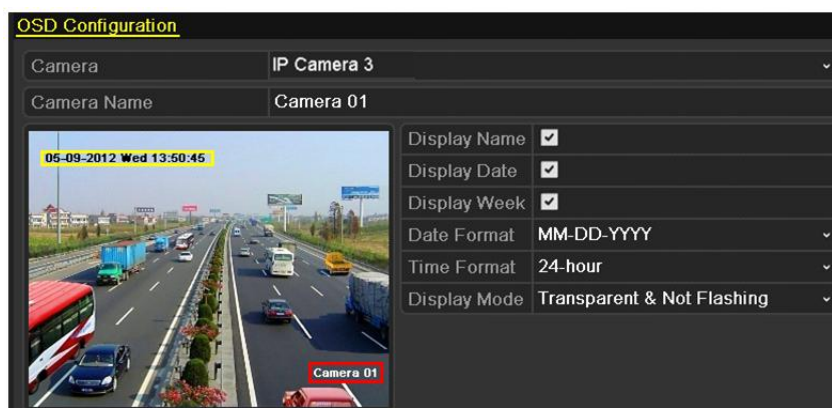 OSD Configuration
Camera IP Camera 3
Camera Name Camera 01
05-09-2012 Wed 13:50:45
Camera 01
Display Name
Display Date
Display Week
Date Format MM-DD-YYYY
Time Format 24-hour
Display Mode Transparent & Not Flashing